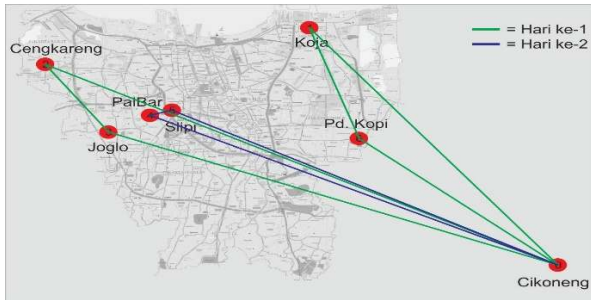 Cengkareng
Koja
= Hari ke-1
= Hari ke-2
PalBar
Slipi
Joglo
Pd. Kopi
Cikoneng